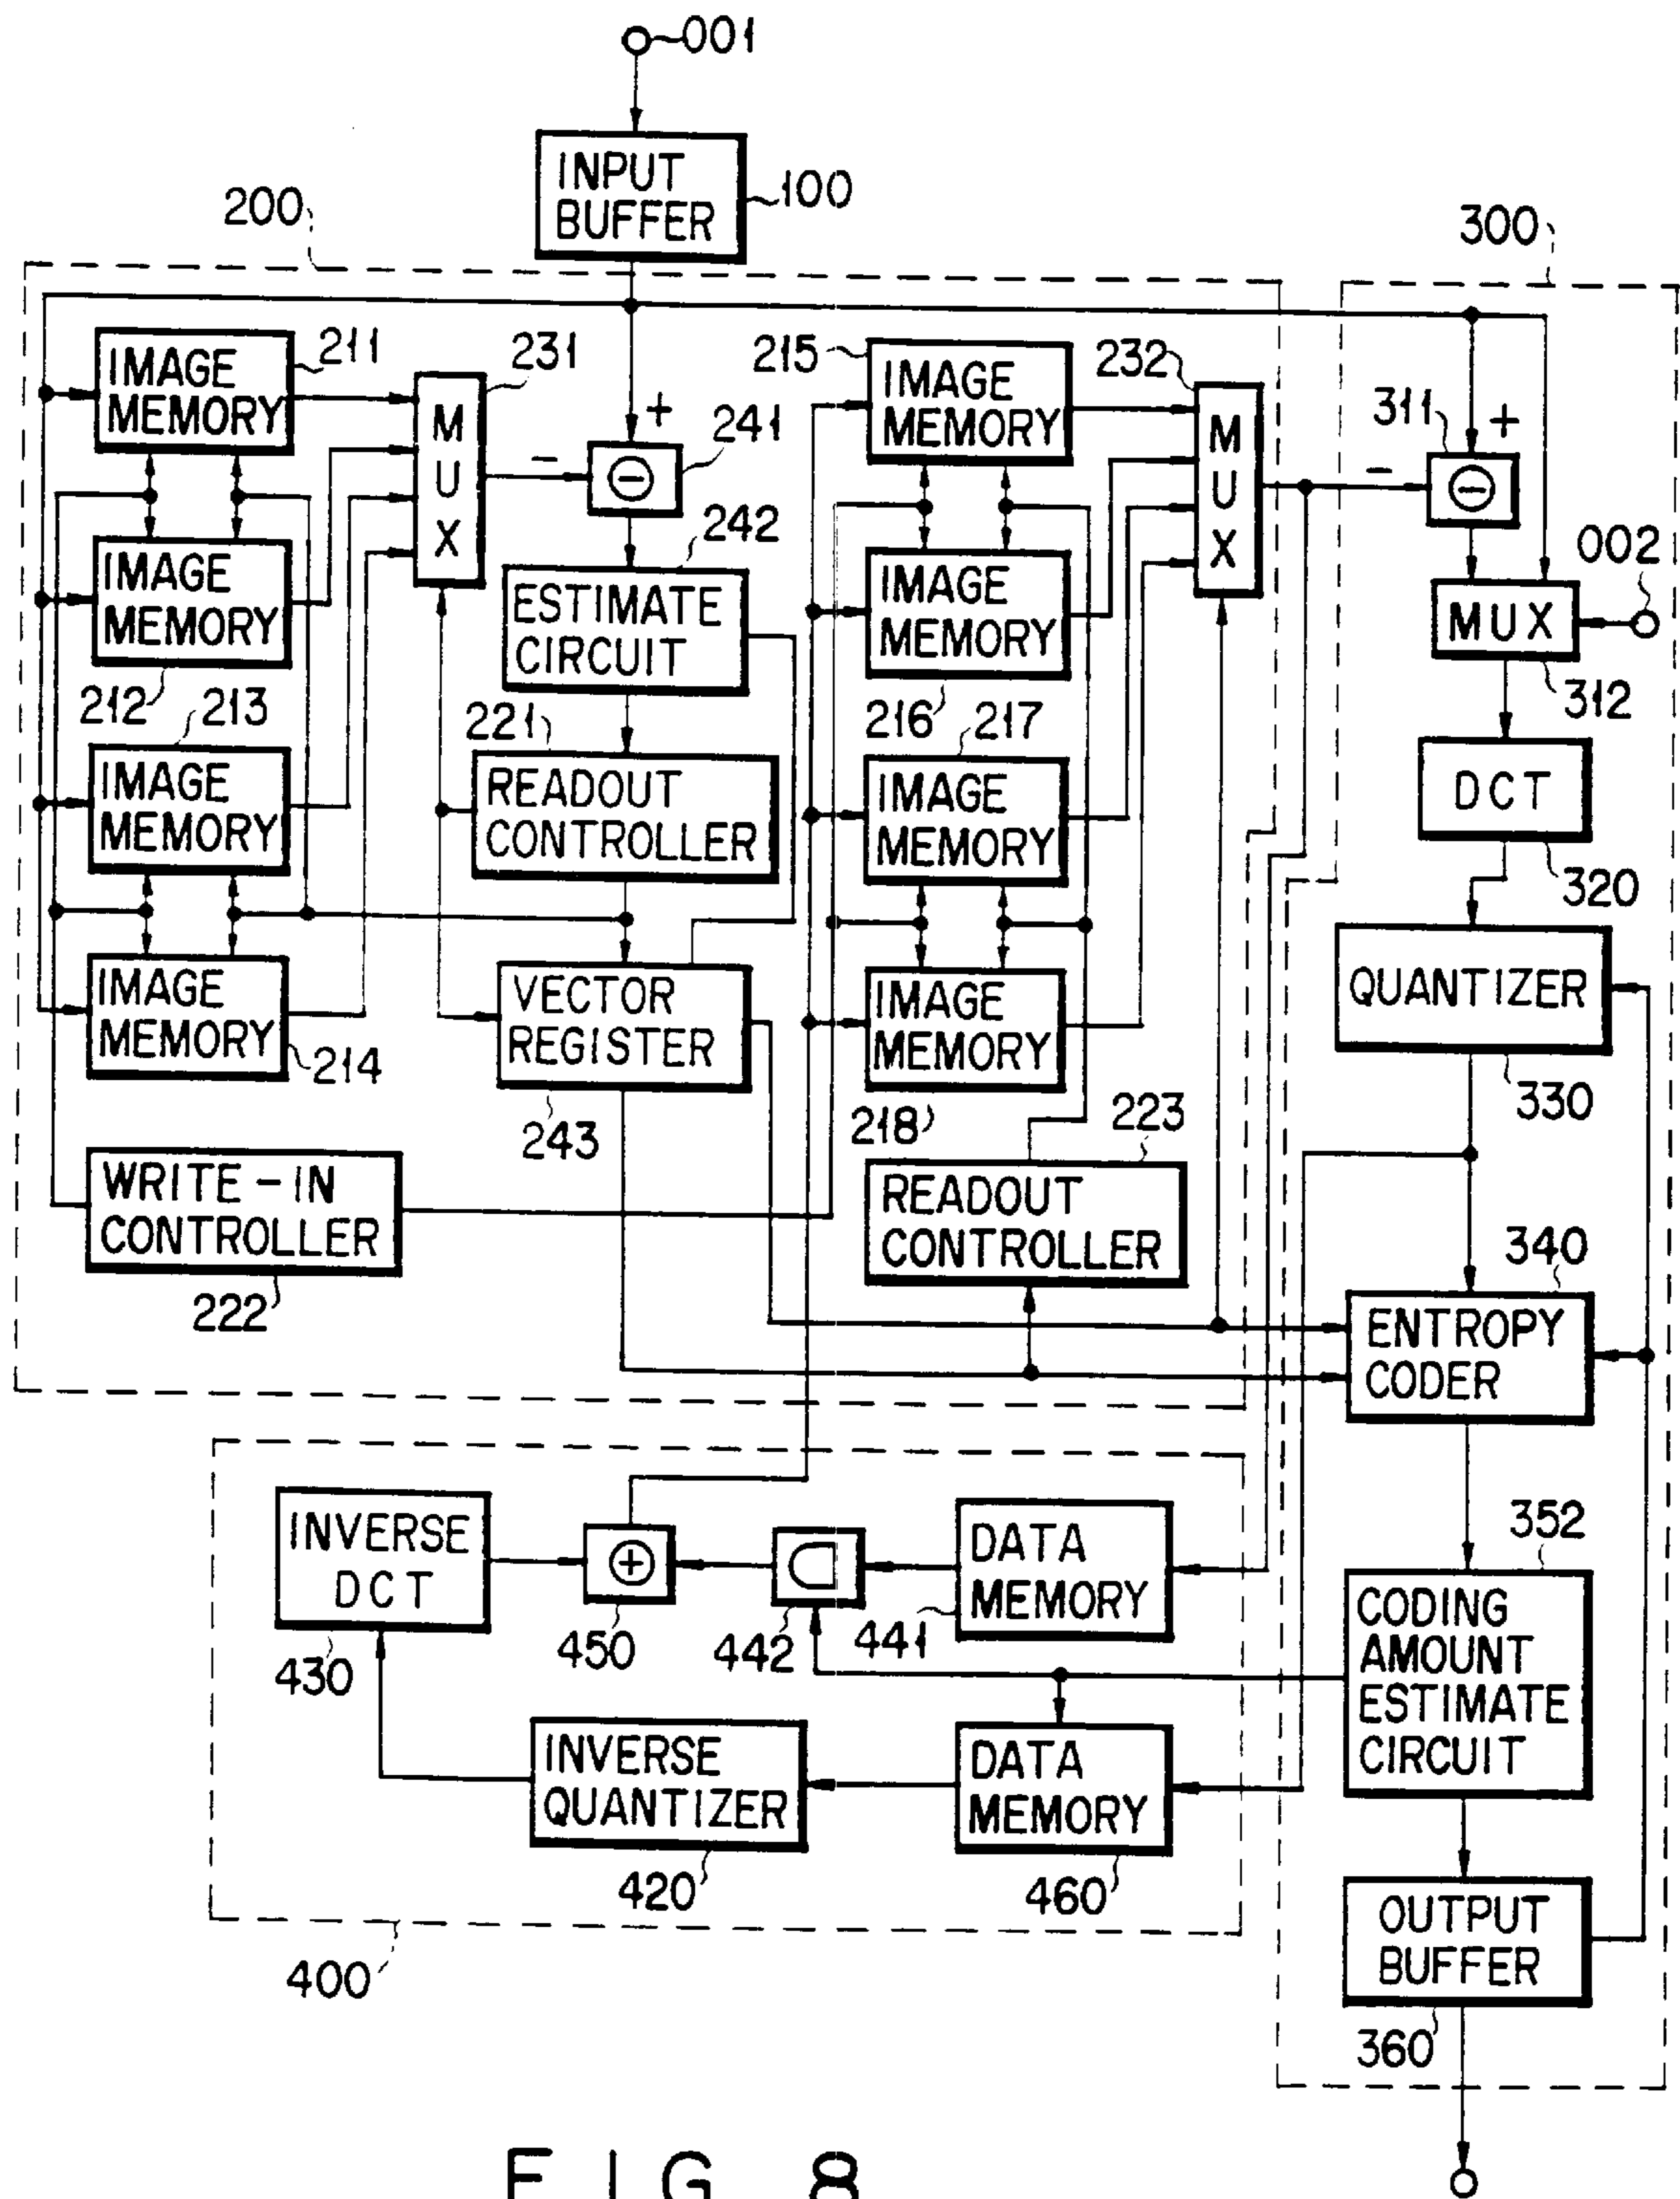 001
INPUT
BUFFER
100
200
300
IMAGE
MEMORY
211
231
M
U
X
+
-
241
215
IMAGE
MEMORY
232
M
U
X
311
+
-
002
IMAGE
MEMORY
212
242
ESTIMATE
CIRCUIT
IMAGE
MEMORY
216
MUX
312
213
IMAGE
MEMORY
221
READOUT
CONTROLLER
217
IMAGE
MEMORY
DCT
320
IMAGE
MEMORY
214
VECTOR
REGISTER
243
IMAGE
MEMORY
218
QUANTIZER
330
WRITE-IN
CONTROLLER
222
223
READOUT
CONTROLLER
340
ENTROPY
CODER
INVERSE
DCT
430
450
442
441
DATA
MEMORY
352
CODING
AMOUNT
ESTIMATE
CIRCUIT
INVERSE
QUANTIZER
420
DATA
MEMORY
460
400
OUTPUT
BUFFER
360
FIG 8